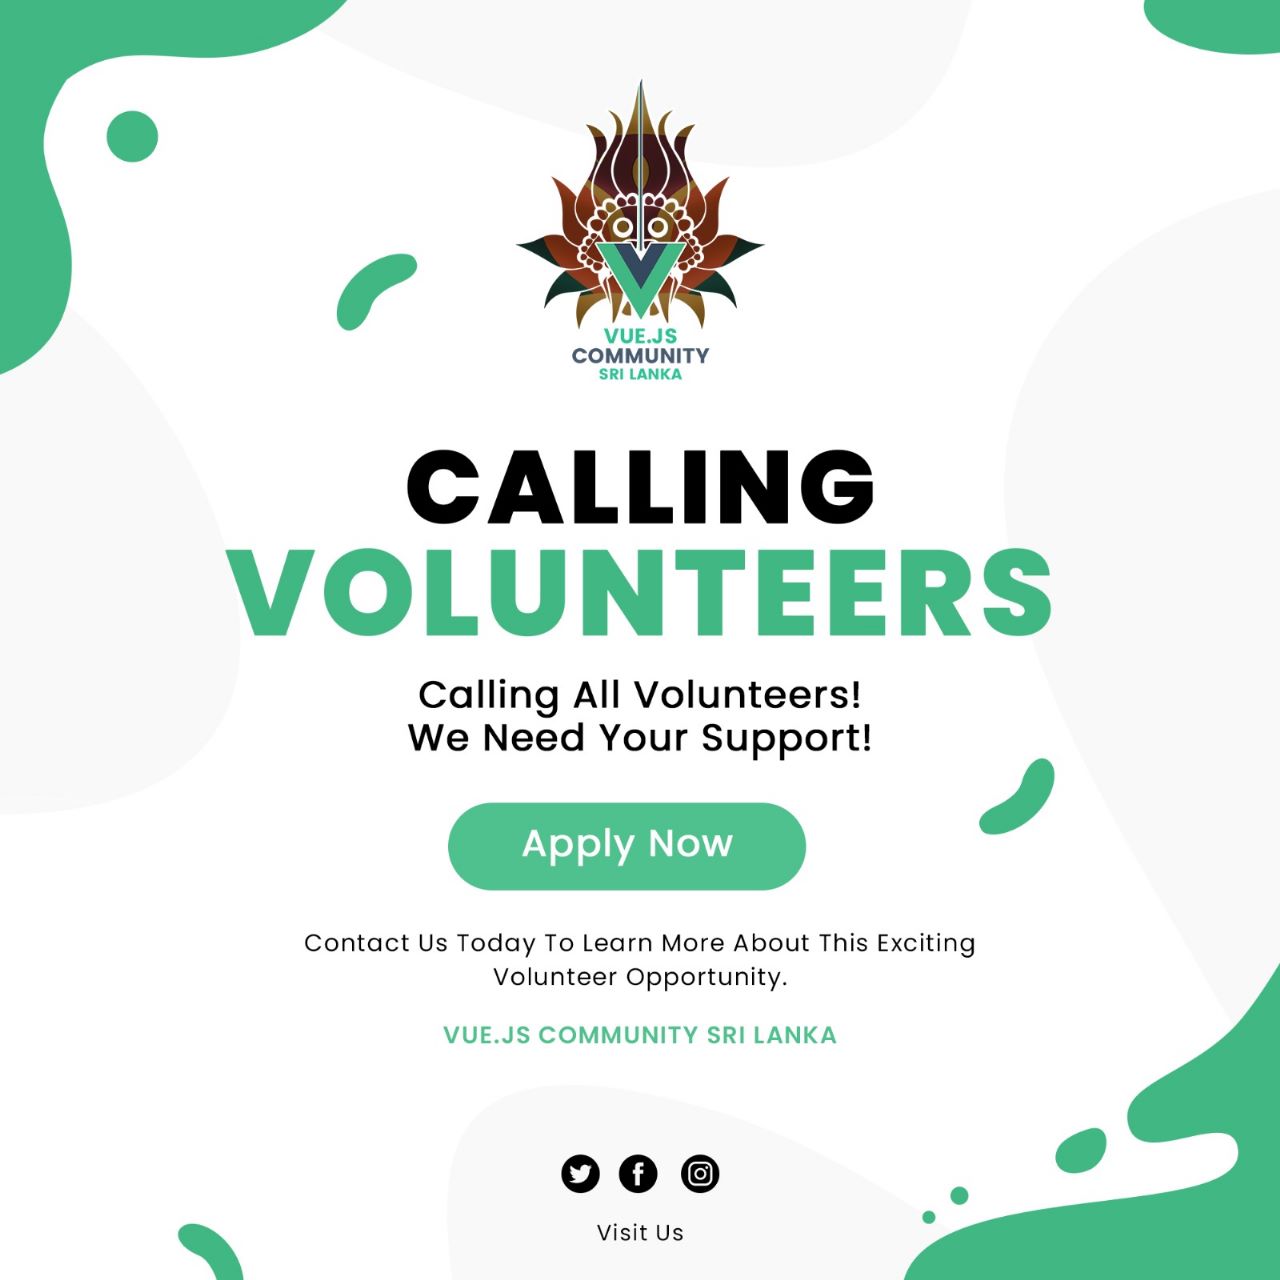 VUE.JS
COMMUNITY
SRI LANKA
CALLING
VOLUNTEERS
Calling All Volunteers!
We Need Your Support!
Apply Now
Contact Us Today To Learn More About This Exciting
Volunteer Opportunity.
VUE.JS COMMUNITY SRI LANKA
Visit Us